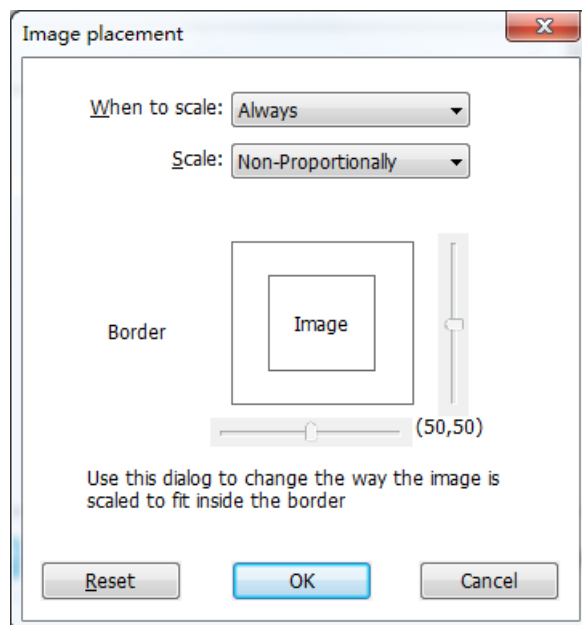 Image placement
When to scale: Always
Scale: Non-Proportionally
Border
Image
(50,50)
Use this dialog to change the way the image is
scaled to fit inside the border
Reset OK Cancel